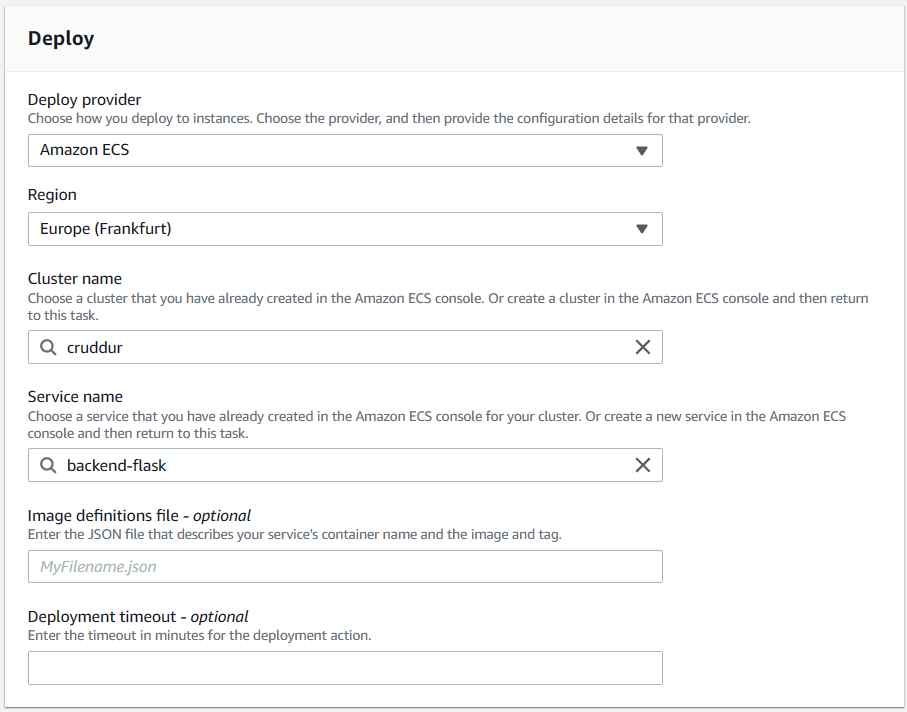 Deploy
Deploy provider
Choose how you deploy to instances. Choose the provider, and then provide the configuration details for that provider.
Amazon ECS
Region
Europe (Frankfurt)
Cluster name
Choose a cluster that you have already created in the Amazon ECS console. Or create a cluster in the Amazon ECS console and then return
to this task.
cruddur
Service name
Choose a service that you have already created in the Amazon ECS console for your cluster. Or create a new service in the Amazon ECS
console and then return to this task.
backend-flask
Image definitions file - optional
Enter the JSON file that describes your service's container name and the image and tag.
MyFilename.json
Deployment timeout - optional
Enter the timeout in minutes for the deployment action.